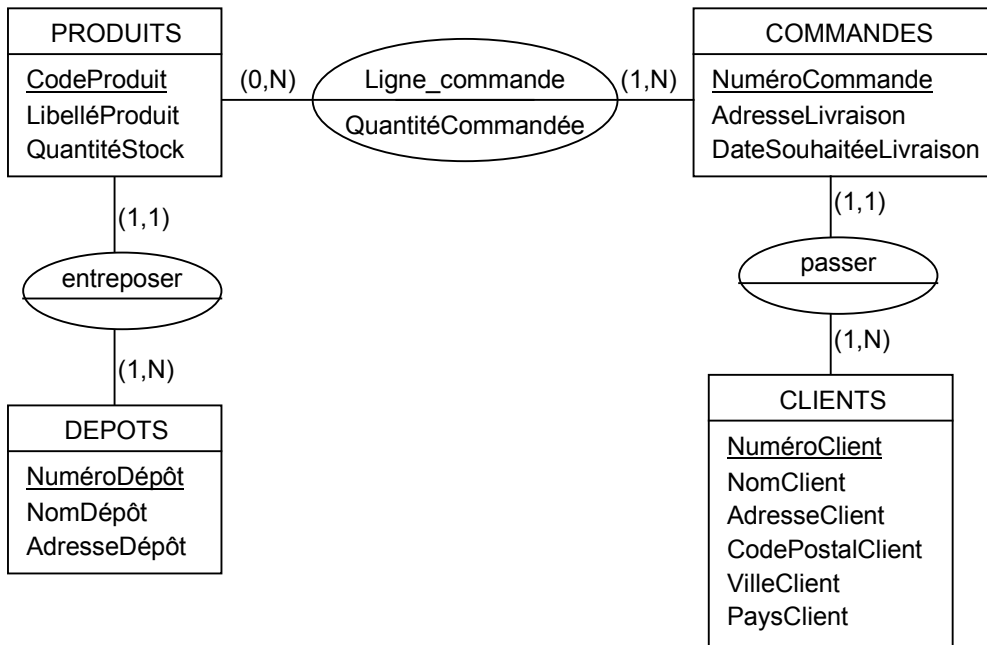 PRODUITS
CodeProduit
LibelléProduit
QuantitéStock
(0,N)
Ligne_commande
QuantitéCommandée
(1,N)
COMMANDES
NuméroCommande
AdresseLivraison
DateSouhaitéeLivraison
(1,1)
entreposer
(1,N)
(1,1)
passer
(1,N)
DEPOTS
NuméroDépôt
NomDépôt
AdresseDépôt
CLIENTS
NuméroClient
NomClient
AdresseClient
CodePostalClient
VilleClient
PaysClient